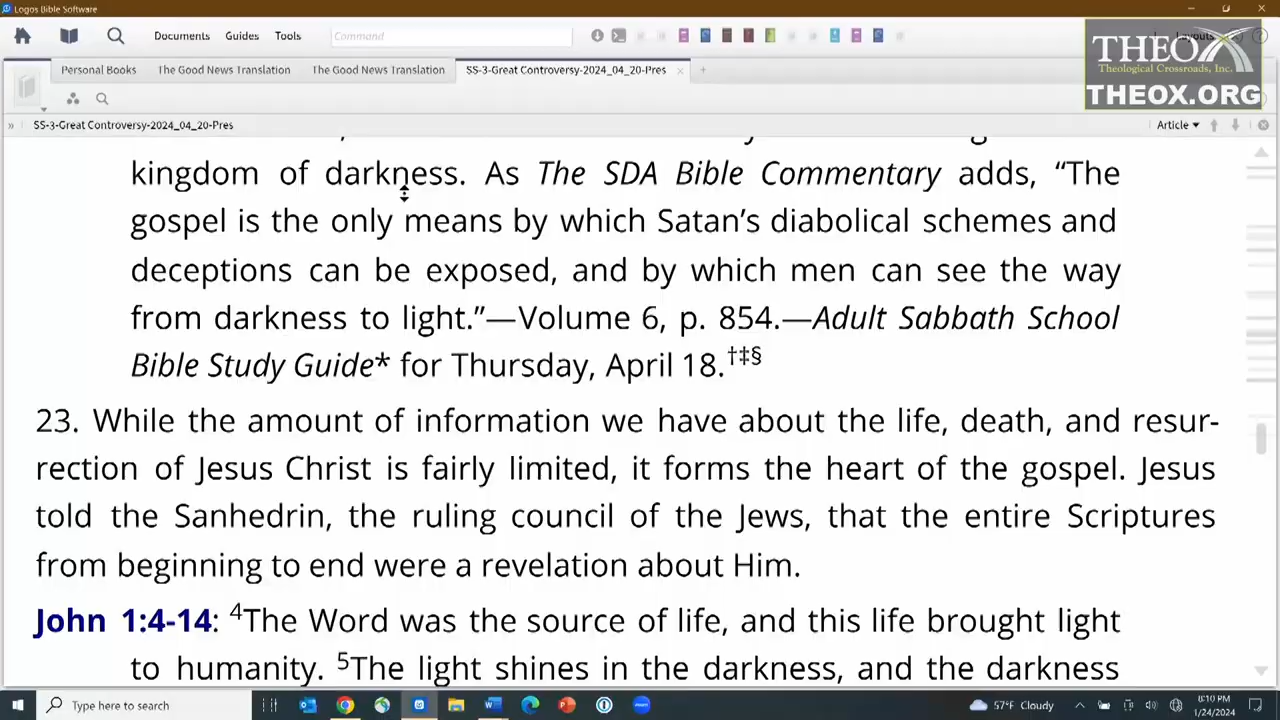 Logos Bible Software
Documents Guides Tools Command
THEOX
Theological Crossroads, Inc.
THEOX.ORG
Personal Books The Good News Translation The Good News Transla SS-3-Great Controversy-2024_04_20-Pres
SS-3-Great Controversy-2024_04_20-Pres Article
kingdom of darkness. As The SDA Bible Commentary adds, “The
gospel is the only means by which Satan’s diabolical schemes and
deceptions can be exposed, and by which men can see the way
from darkness to light.”—Volume 6, p. 854.—Adult Sabbath School
Bible Study Guide* for Thursday, April 18.†‡§
23. While the amount of information we have about the life, death, and resur-
rection of Jesus Christ is fairly limited, it forms the heart of the gospel. Jesus
told the Sanhedrin, the ruling council of the Jews, that the entire Scriptures
from beginning to end were a revelation about Him.
John 1:4-14: 4The Word was the source of life, and this life brought light
to humanity. 5The light shines in the darkness, and the darkness
Type here to search 57°F Cloudy 8:10 PM
1/24/2024